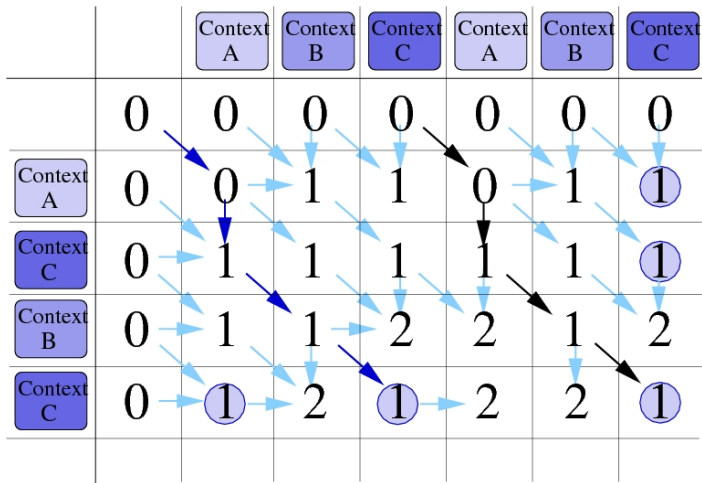 Context Context Context Context Context Context
A B C A B C
0 0 0 0 0 0 0
Context
A
0 0 1 1 0 1 1
Context
C
0 1 1 1 1 1 1
Context
B
0 1 1 2 2 1 2
Context
C
0 1 2 1 2 2 1